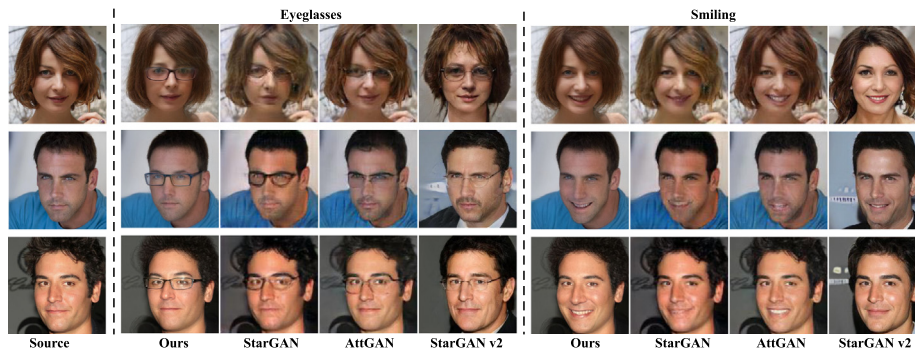 Eyeglasses
Smiling
Source
Ours
StarGAN
AttGAN
StarGAN v2
Ours
StarGAN
AttGAN
StarGAN v2